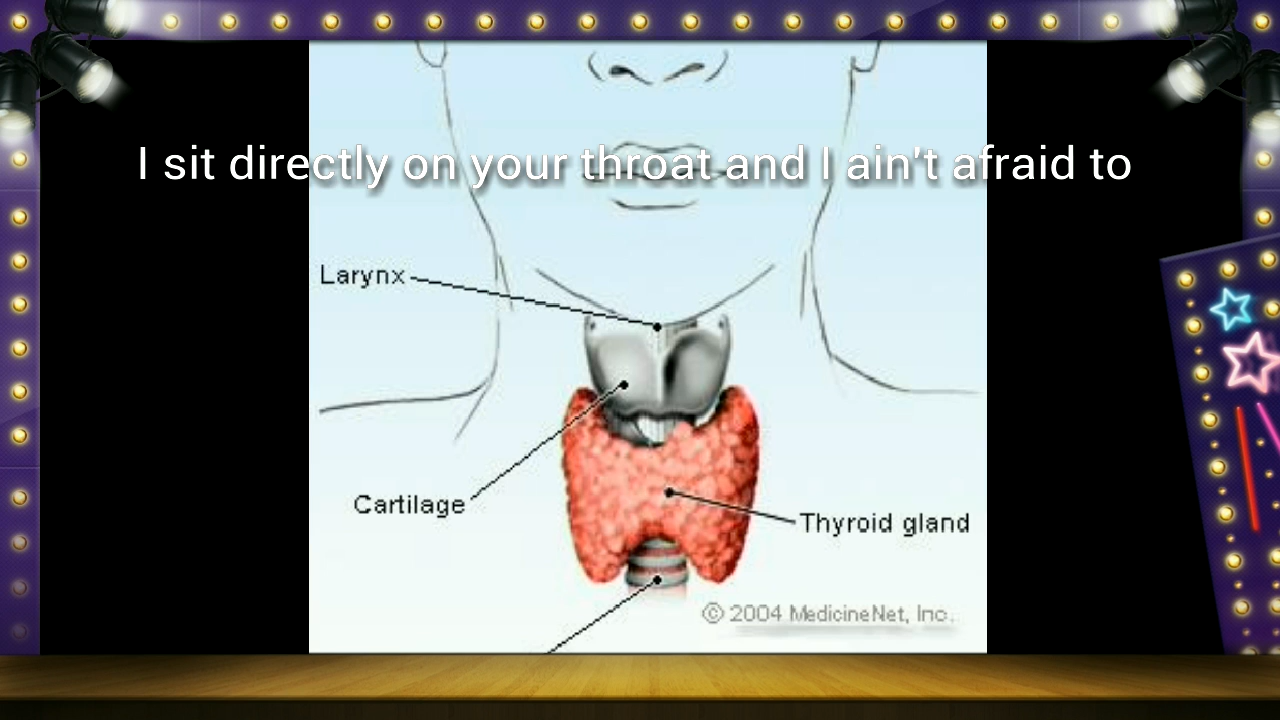 I sit directly on your throat and I ain't afraid to
Larynx
Cartilage
Thyroid gland
© 2004 MedicineNet, Inc.